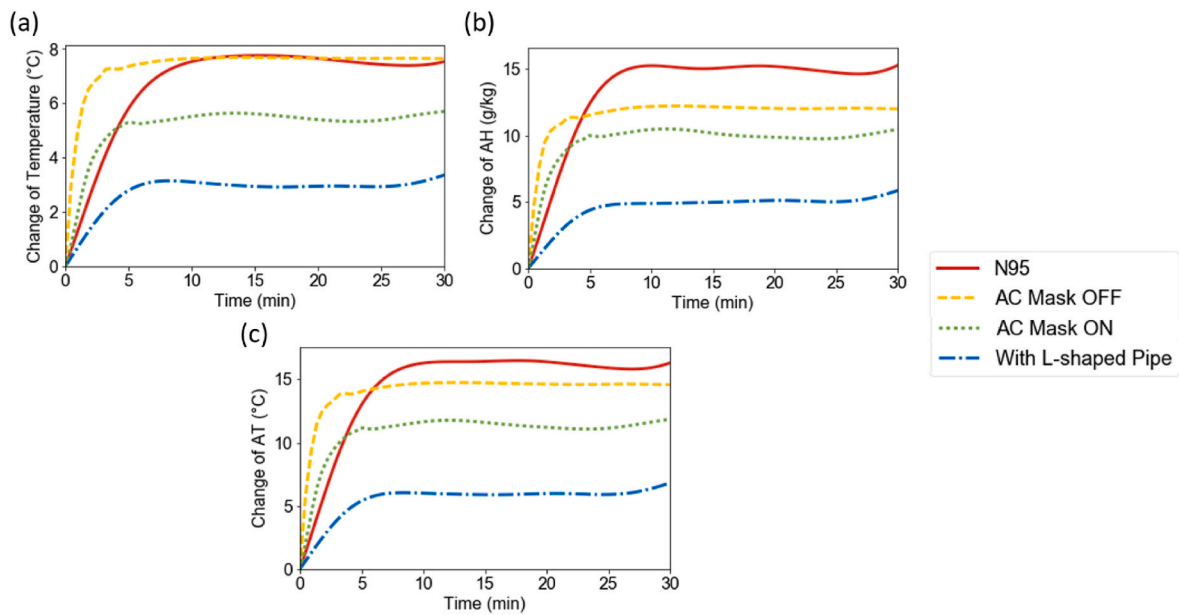 (a)
Change of Temperature (°C)
8
6
4
2
0
0 5 10 15 20 25 30
Time (min)
(b)
Change of AH (g/kg)
15
10
5
0
0 5 10 15 20 25 30
Time (min)
(c)
Change of AT (°C)
15
10
5
0
0 5 10 15 20 25 30
Time (min)
N95
AC Mask OFF
AC Mask ON
With L-shaped Pipe